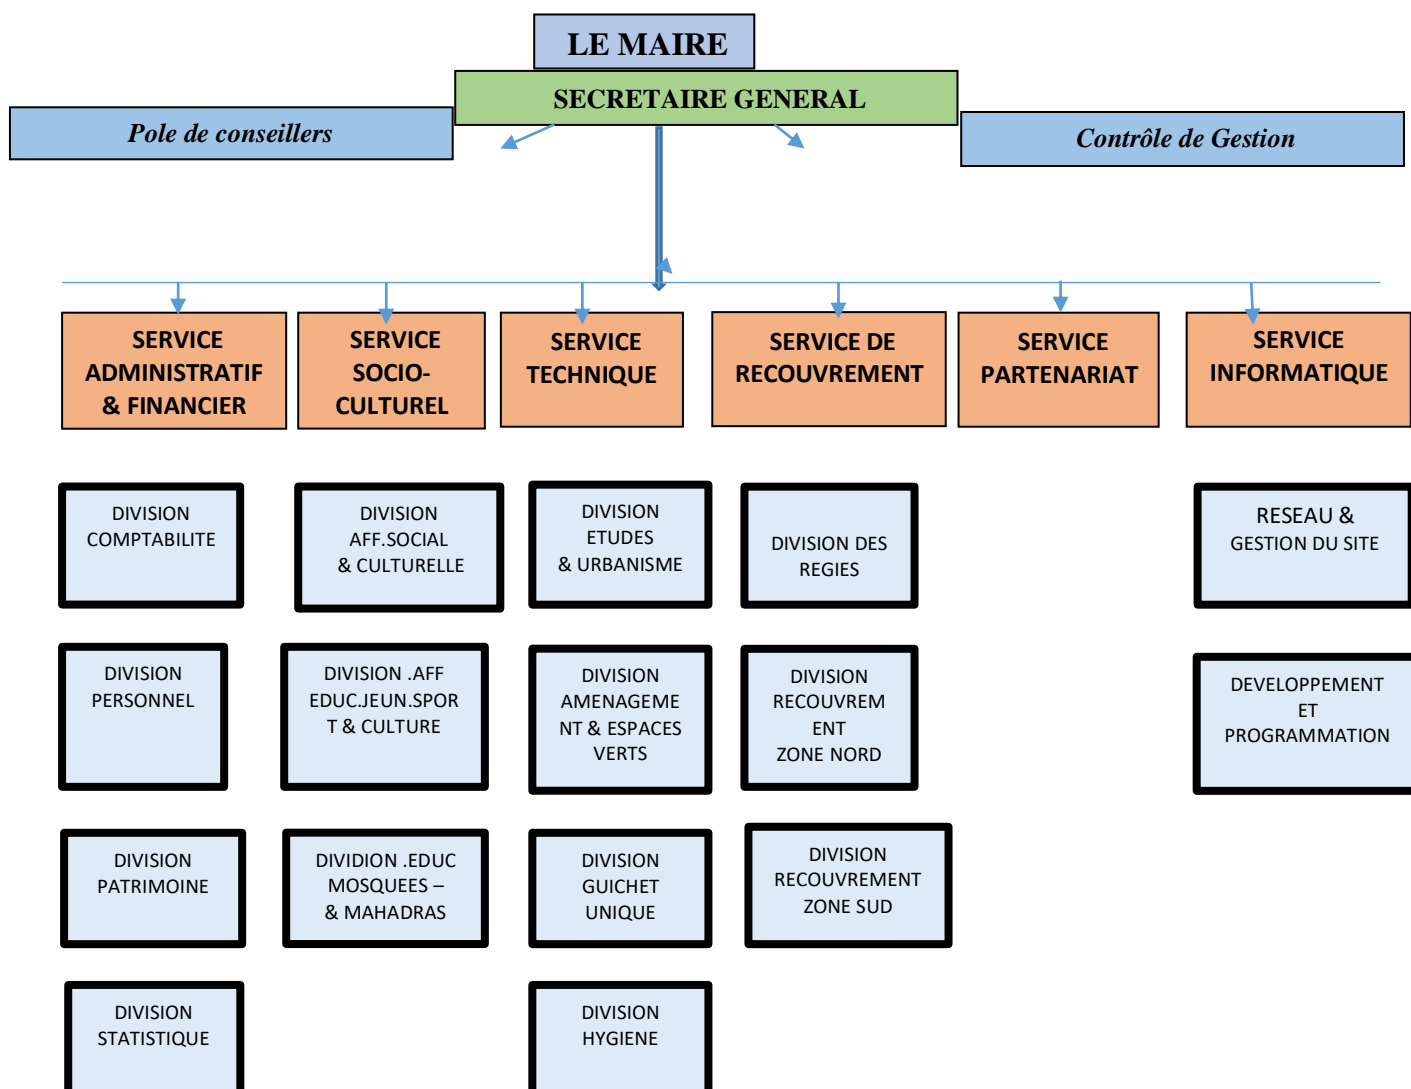 LE MAIRE
SECRETAIRE GENERAL
Pole de conseillers
Contrôle de Gestion
SERVICE
ADMINISTRATIF
& FINANCIER
SERVICE
SOCIO-
CULTUREL
SERVICE
TECHNIQUE
SERVICE DE
RECOUVREMENT
SERVICE
PARTENARIAT
SERVICE
INFORMATIQUE
DIVISION
COMPTABILITE
DIVISION
AFF.SOCIAL
& CULTURELLE
DIVISION
ETUDES
& URBANISME
DIVISION DES
REGIES
RESEAU &
GESTION DU SITE
DIVISION
PERSONNEL
DIVISION .AFF
EDUC.JEUN.SPOR
T & CULTURE
DIVISION
AMENAGEME
NT & ESPACES
VERTS
DIVISION
RECOUVREM
ENT
ZONE NORD
DEVELOPPEMENT
ET
PROGRAMMATION
DIVISION
PATRIMOINE
DIVIDION .EDUC
MOSQUEES –
& MAHADRAS
DIVISION
GUICHET
UNIQUE
DIVISION
RECOUVREMENT
ZONE SUD
DIVISION
STATISTIQUE
DIVISION
HYGIENE